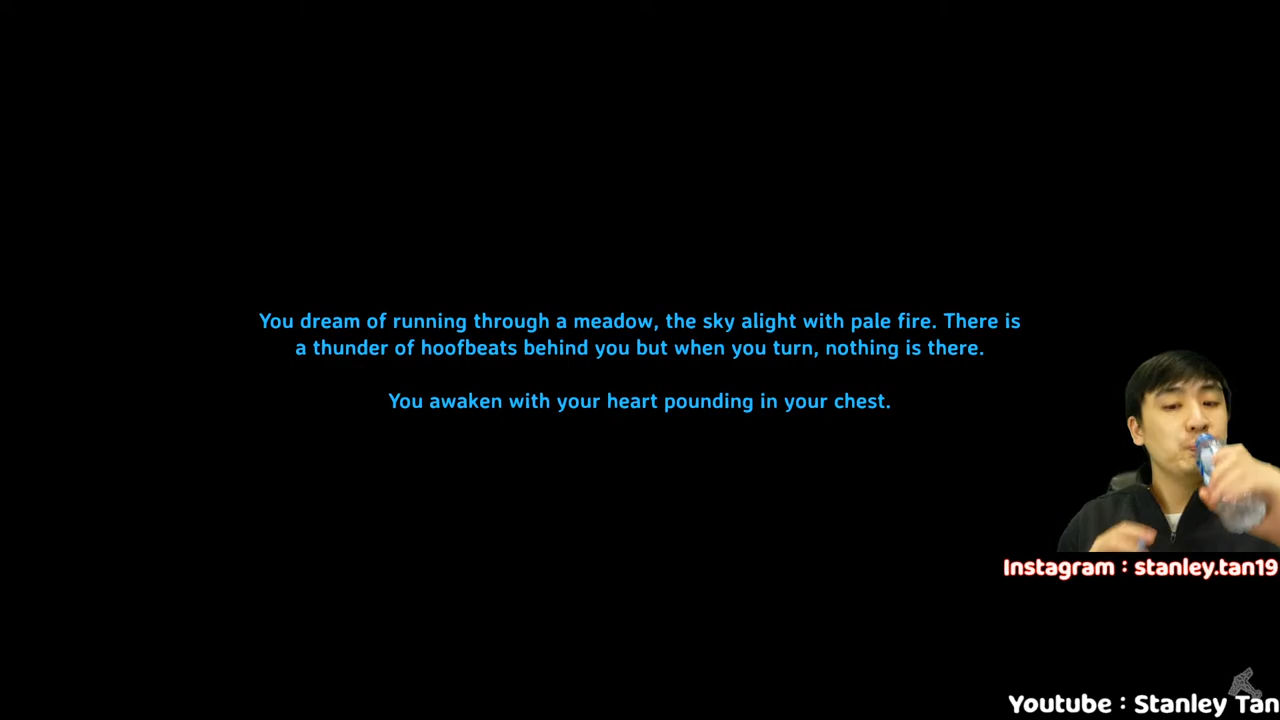 You dream of running through a meadow, the sky alight with pale fire. There is
a thunder of hoofbeats behind you but when you turn, nothing is there.
You awaken with your heart pounding in your chest.
Instagram : stanley.tan19
Youtube : Stanley Tan